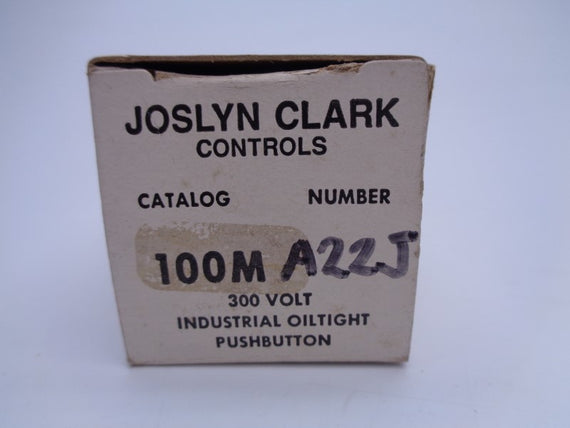 JOSLYN CLARK
CONTROLS
CATALOG NUMBER
100M A22J
300 VOLT
INDUSTRIAL OILTIGHT
PUSHBUTTON